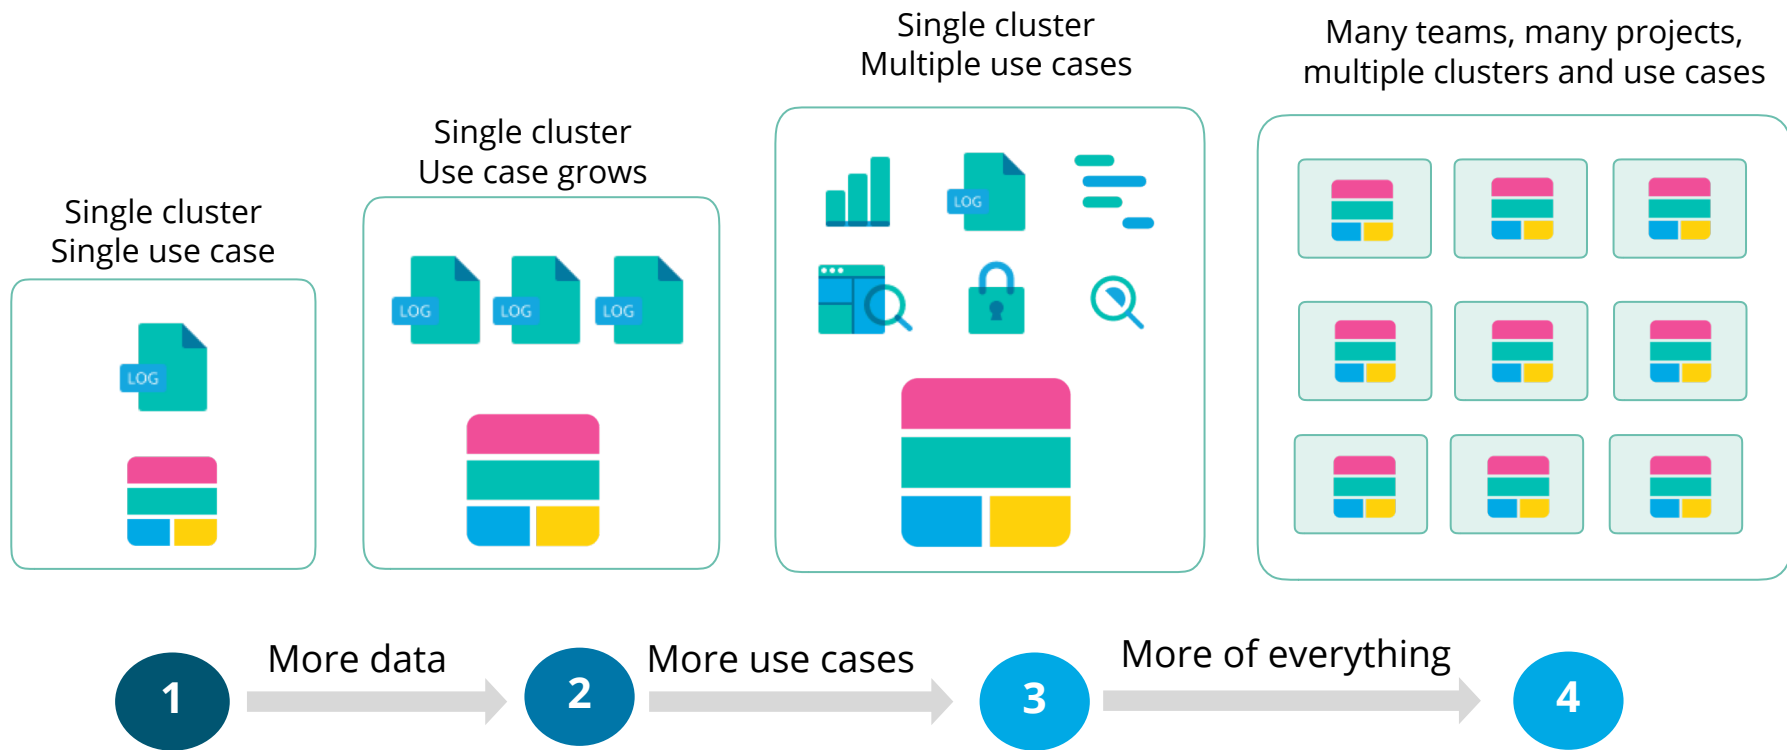 Single cluster
Single use case
LOG
Single cluster
Use case grows
LOG
LOG
LOG
Single cluster
Multiple use cases
LOG
Many teams, many projects,
multiple clusters and use cases
1
More data
2
More use cases
3
More of everything
4